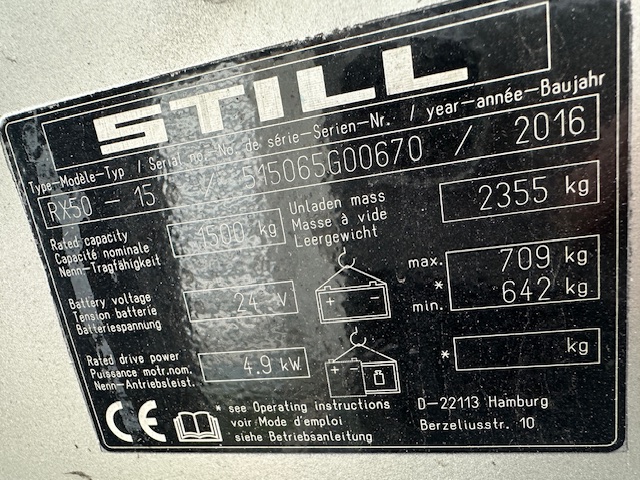 STILL
Type-Modèle-Typ / Serial no.-No. de série-Serien-Nr. / year-année-Baujahr
RX50 - 15 / 515065G00670 / 2016
Rated capacity
Capacité nominale
Nenn-Tragfähigkeit
1500 kg
Unladen mass
Masse à vide
Leergewicht
2355 kg
Battery voltage
Tension batterie
Batteriespannung
24 V
+ -
max. 709 kg
*
min. 642 kg
Rated drive power
Puissance motr.nom.
Nenn-Antriebsleist.
4.9 kW
+ -
* kg
CE
* see Operating instructions
voir Mode d'emploi
siehe Betriebsanleitung
D-22113 Hamburg
Berzeliusstr. 10